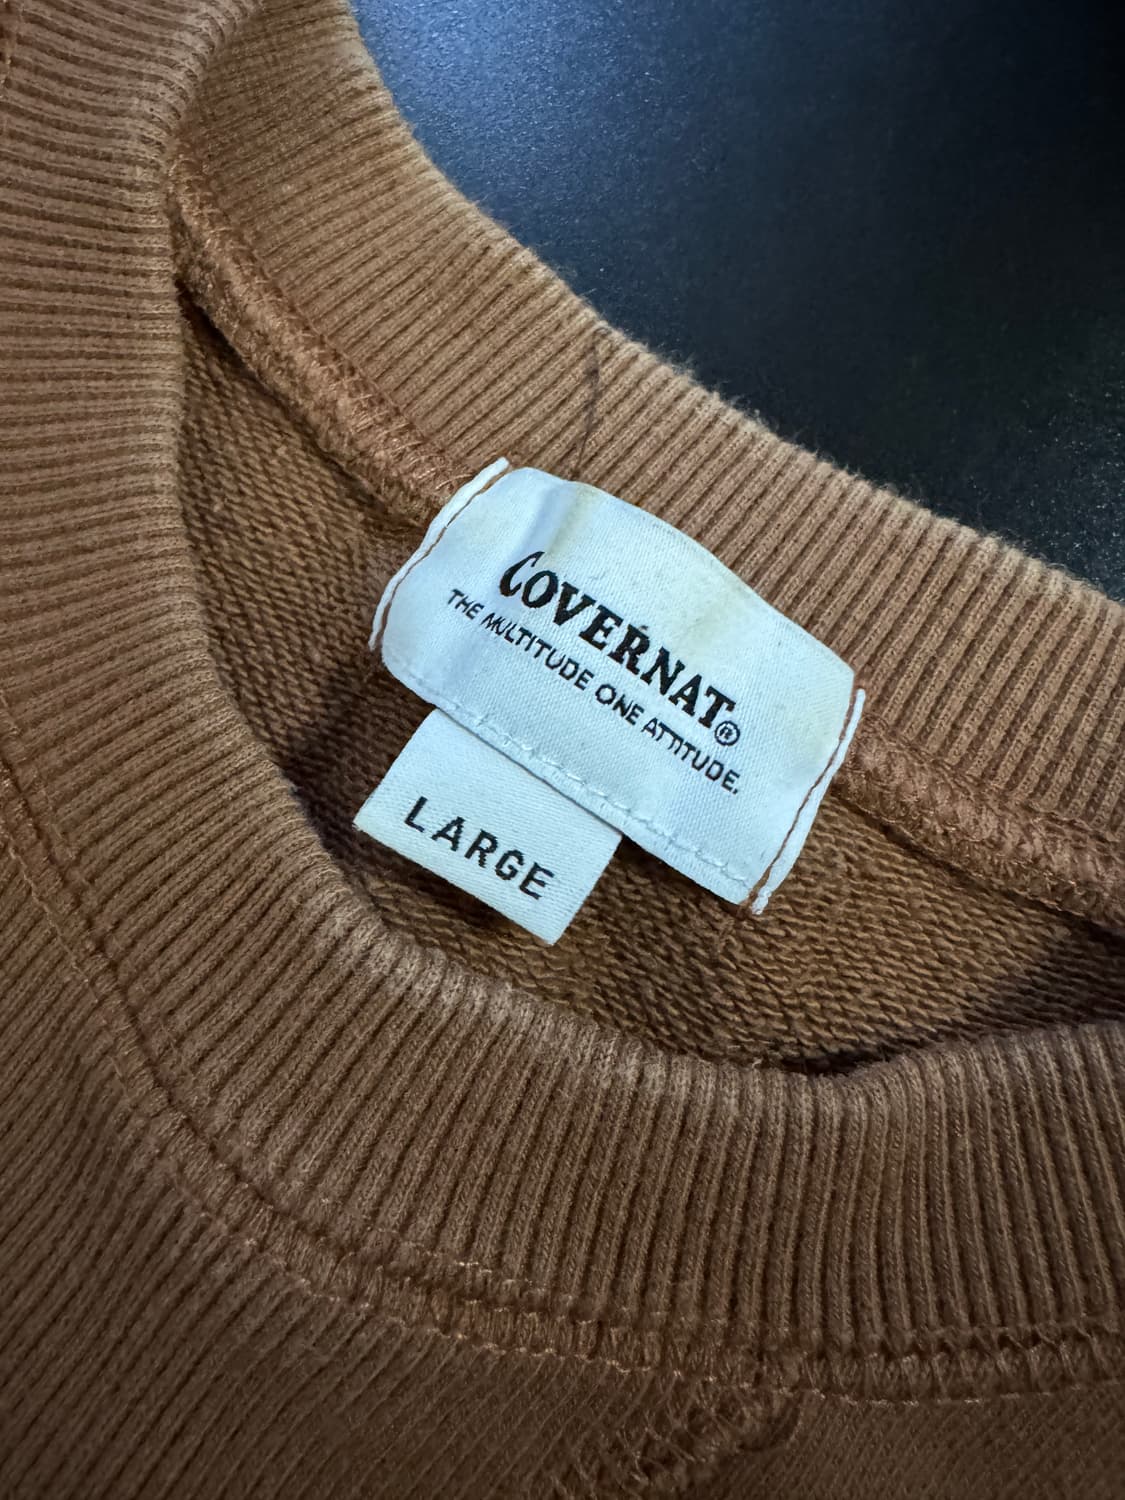 COVERNAT®
THE MULTITUDE ONE ATTITUDE.
LARGE